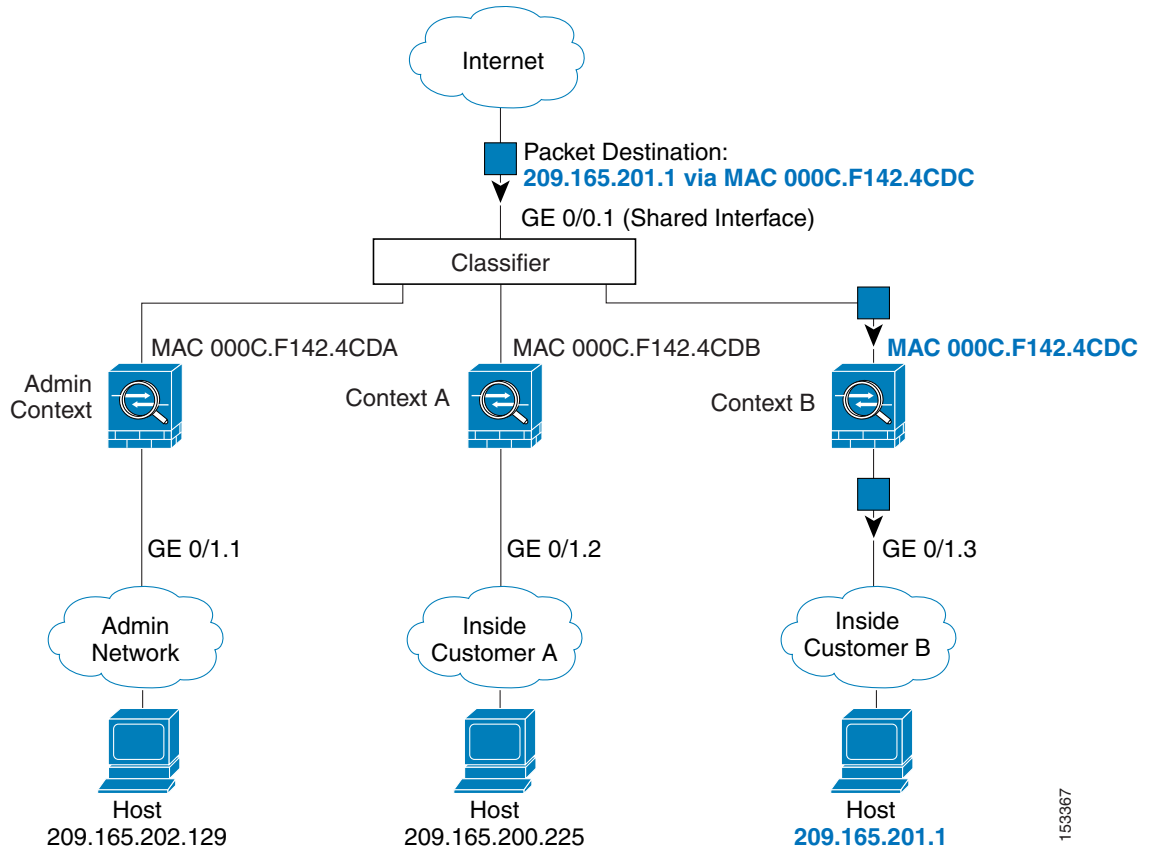 Internet
Packet Destination:
209.165.201.1 via MAC 000C.F142.4CDC
GE 0/0.1 (Shared Interface)
Classifier
MAC 000C.F142.4CDA
MAC 000C.F142.4CDB
MAC 000C.F142.4CDC
Admin
Context
Context A
Context B
GE 0/1.1
GE 0/1.2
GE 0/1.3
Admin
Network
Inside
Customer A
Inside
Customer B
Host
209.165.202.129
Host
209.165.200.225
Host
209.165.201.1
153367